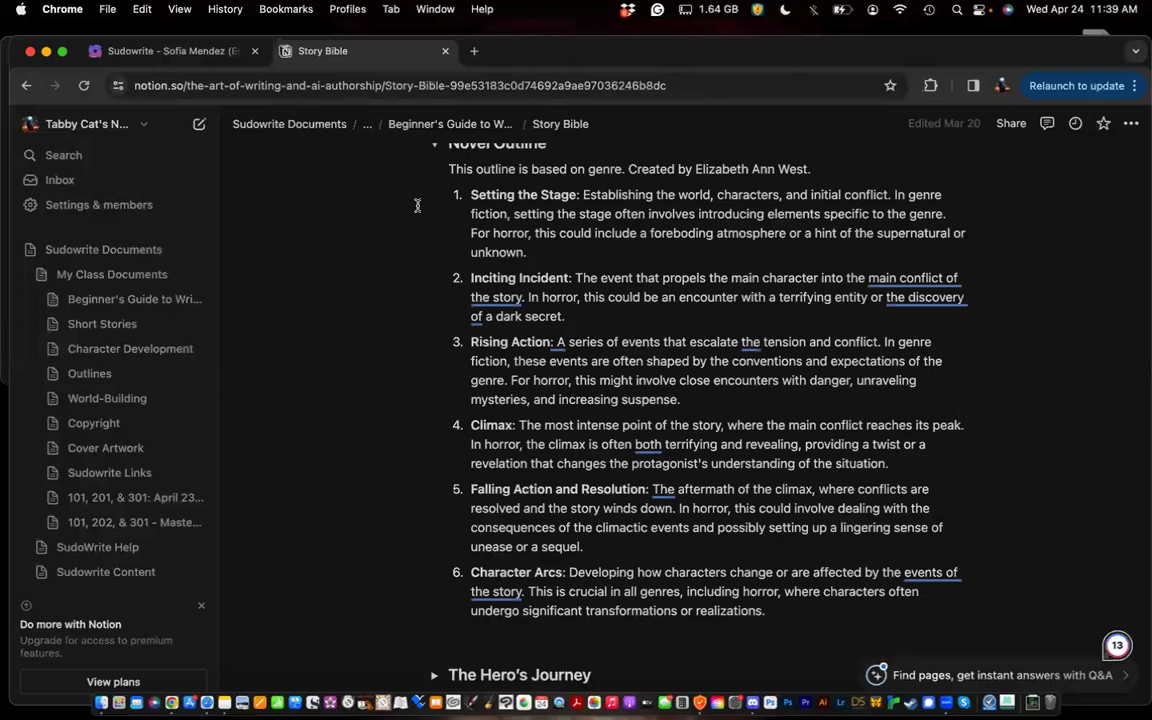 Chrome File Edit View History Bookmarks Profiles Tab Window Help 1.64 GB Wed Apr 24 11:39 AM
Sudowrite - Sofia Mendez (E Story Bible
notion.so/the-art-of-writing-and-ai-authorship/Story-Bible-99e53183c0d74692a9ae97036246b8dc Relaunch to update
Tabby Cat's N... Sudowrite Documents / ... / Beginner's Guide to W... / Story Bible Edited Mar 20 Share
Search
Inbox
Settings & members
Sudowrite Documents
My Class Documents
Beginner's Guide to Wri...
Short Stories
Character Development
Outlines
World-Building
Copyright
Cover Artwork
Sudowrite Links
101, 201, & 301: April 23...
101, 202, & 301 - Maste...
SudoWrite Help
Sudowrite Content
Do more with Notion
Upgrade for access to premium
features.
View plans
Novel Outline
This outline is based on genre. Created by Elizabeth Ann West.
1. Setting the Stage: Establishing the world, characters, and initial conflict. In genre
fiction, setting the stage often involves introducing elements specific to the genre.
For horror, this could include a foreboding atmosphere or a hint of the supernatural or
unknown.
2. Inciting Incident: The event that propels the main character into the main conflict of
the story. In horror, this could be an encounter with a terrifying entity or the discovery
of a dark secret.
3. Rising Action: A series of events that escalate the tension and conflict. In genre
fiction, these events are often shaped by the conventions and expectations of the
genre. For horror, this might involve close encounters with danger, unraveling
mysteries, and increasing suspense.
4. Climax: The most intense point of the story, where the main conflict reaches its peak.
In horror, the climax is often both terrifying and revealing, providing a twist or a
revelation that changes the protagonist's understanding of the situation.
5. Falling Action and Resolution: The aftermath of the climax, where conflicts are
resolved and the story winds down. In horror, this could involve dealing with the
consequences of the climactic events and possibly setting up a lingering sense of
unease or a sequel.
6. Character Arcs: Developing how characters change or are affected by the events of
the story. This is crucial in all genres, including horror, where characters often
undergo significant transformations or realizations.
13
The Hero's Journey
Find pages, get instant answers with Q&A